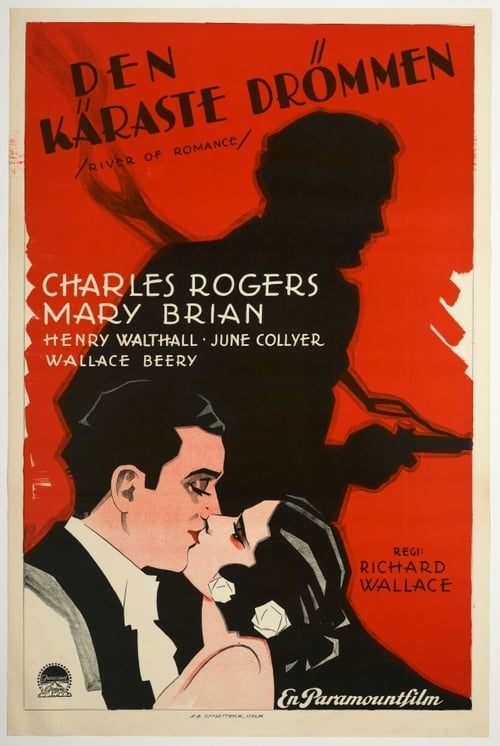 DEN
KÄRASTE DRÖMMEN
/RIVER OF ROMANCE/
CHARLES ROGERS
MARY BRIAN
HENRY WALTHALL · JUNE COLLYER
WALLACE BEERY
REGI:
RICHARD
WALLACE
Paramount
En Paramountfilm